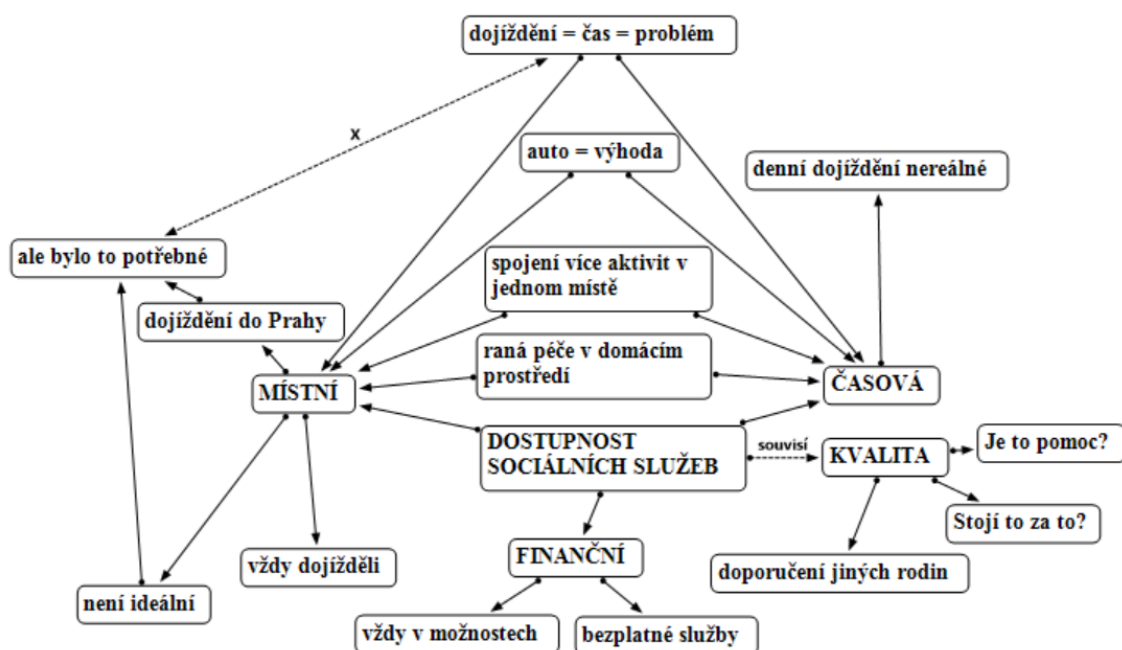 dojíždění = čas = problém
x
auto = výhoda
denní dojíždění nereálné
ale bylo to potřebné
spojení více aktivit v
jednom místě
dojíždění do Prahy
raná péče v domácím
prostředí
MÍSTNÍ
ČASOVÁ
DOSTUPNOST
SOCIÁLNÍCH SLUŽEB
souvisí
KVALITA
Je to pomoc?
Stojí to za to?
FINANČNÍ
vždy dojížděli
doporučení jiných rodin
není ideální
vždy v možnostech
bezplatné služby